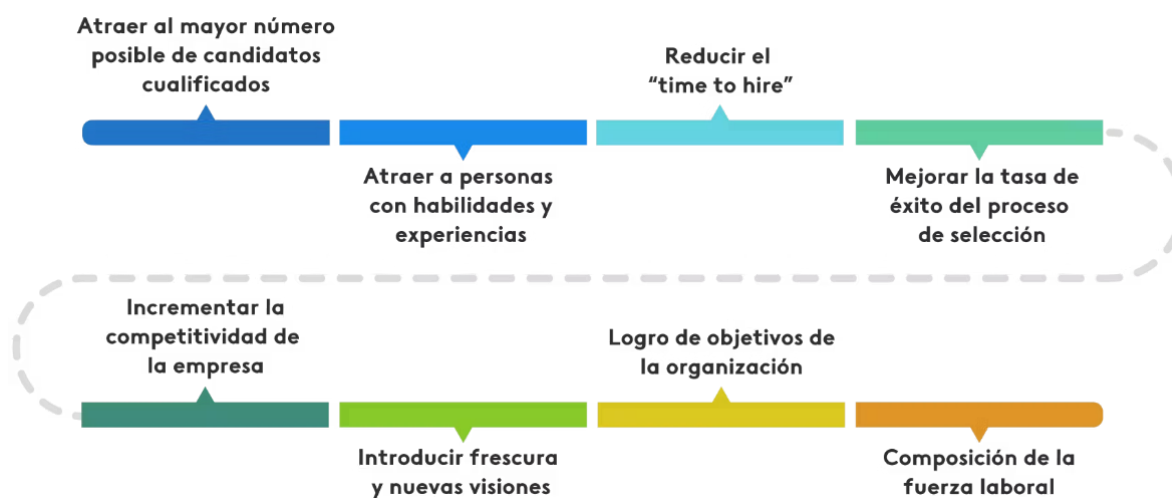 Atraer al mayor número
posible de candidatos
cualificados
Atraer a personas
con habilidades y
experiencias
Reducir el
“time to hire”
Mejorar la tasa de
éxito del proceso
de selección
Incrementar la
competitividad de
la empresa
Introducir frescura
y nuevas visiones
Logro de objetivos de
la organización
Composición de la
fuerza laboral